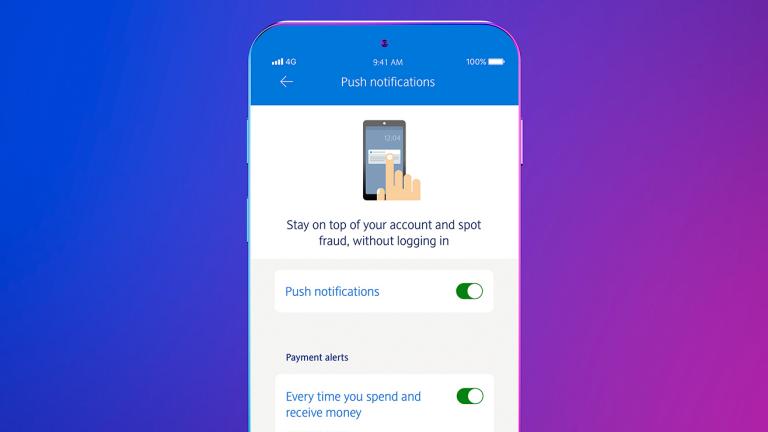 4G 9:41 AM 100%
Push notifications
12:04
Stay on top of your account and spot
fraud, without logging in
Push notifications
Payment alerts
Every time you spend and
receive money